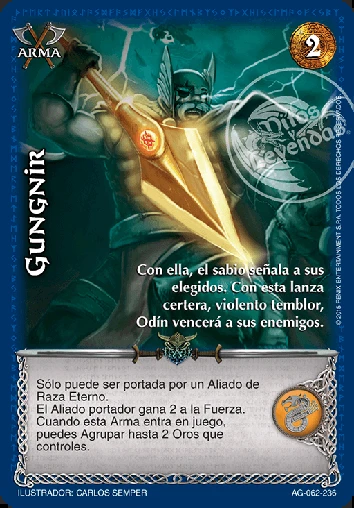 ARMA
2
Mitos y
Leyendas
Gungnir
Con ella, el sabio señala a sus
elegidos. Con esta lanza
certera, violento temblor,
Odín vencerá a sus enemigos.
Sólo puede ser portada por un Aliado de
Raza Eterno.
El Aliado portador gana 2 a la Fuerza.
Cuando esta Arma entra en juego,
puedes Agrupar hasta 2 Oros que
controles.
ILUSTRADOR: CARLOS SEMPER
AG-062-236